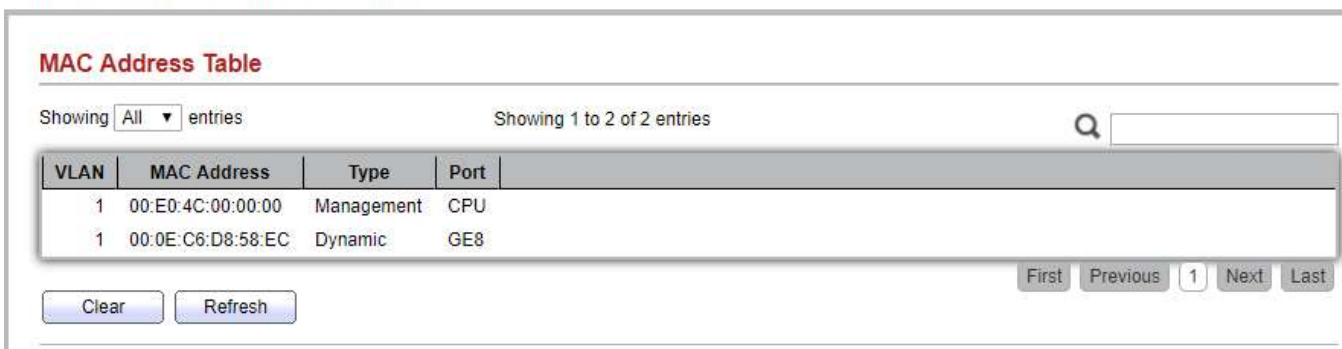 MAC Address Table
Showing All entries Showing 1 to 2 of 2 entries
VLAN MAC Address Type Port
1 00:E0:4C:00:00:00 Management CPU
1 00:0E:C6:D8:58:EC Dynamic GE8
First Previous 1 Next Last
Clear Refresh